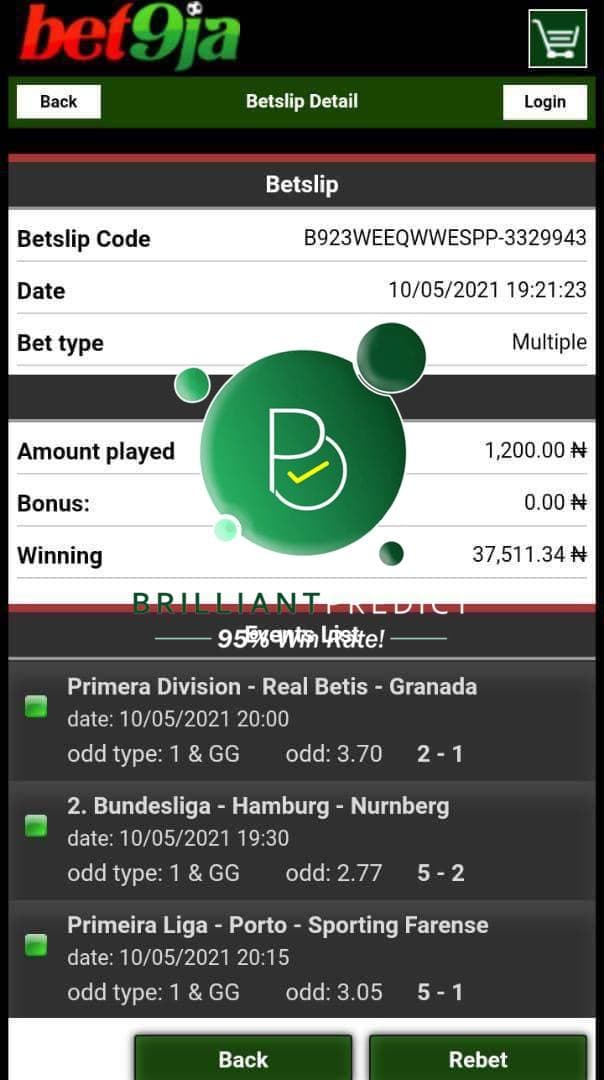 bet9ja
Back Betslip Detail Login
Betslip
Betslip Code B923WEEQWWESPP-3329943
Date 10/05/2021 19:21:23
Bet type Multiple
Amount played 1,200.00 ₦
Bonus: 0.00 ₦
Winning 37,511.34 ₦
BRILLIANTPREDICT
Events List
95% Win Rate!
Primera Division - Real Betis - Granada
date: 10/05/2021 20:00
odd type: 1 & GG odd: 3.70 2 - 1
2. Bundesliga - Hamburg - Nurnberg
date: 10/05/2021 19:30
odd type: 1 & GG odd: 2.77 5 - 2
Primeira Liga - Porto - Sporting Farense
date: 10/05/2021 20:15
odd type: 1 & GG odd: 3.05 5 - 1
Back Rebet